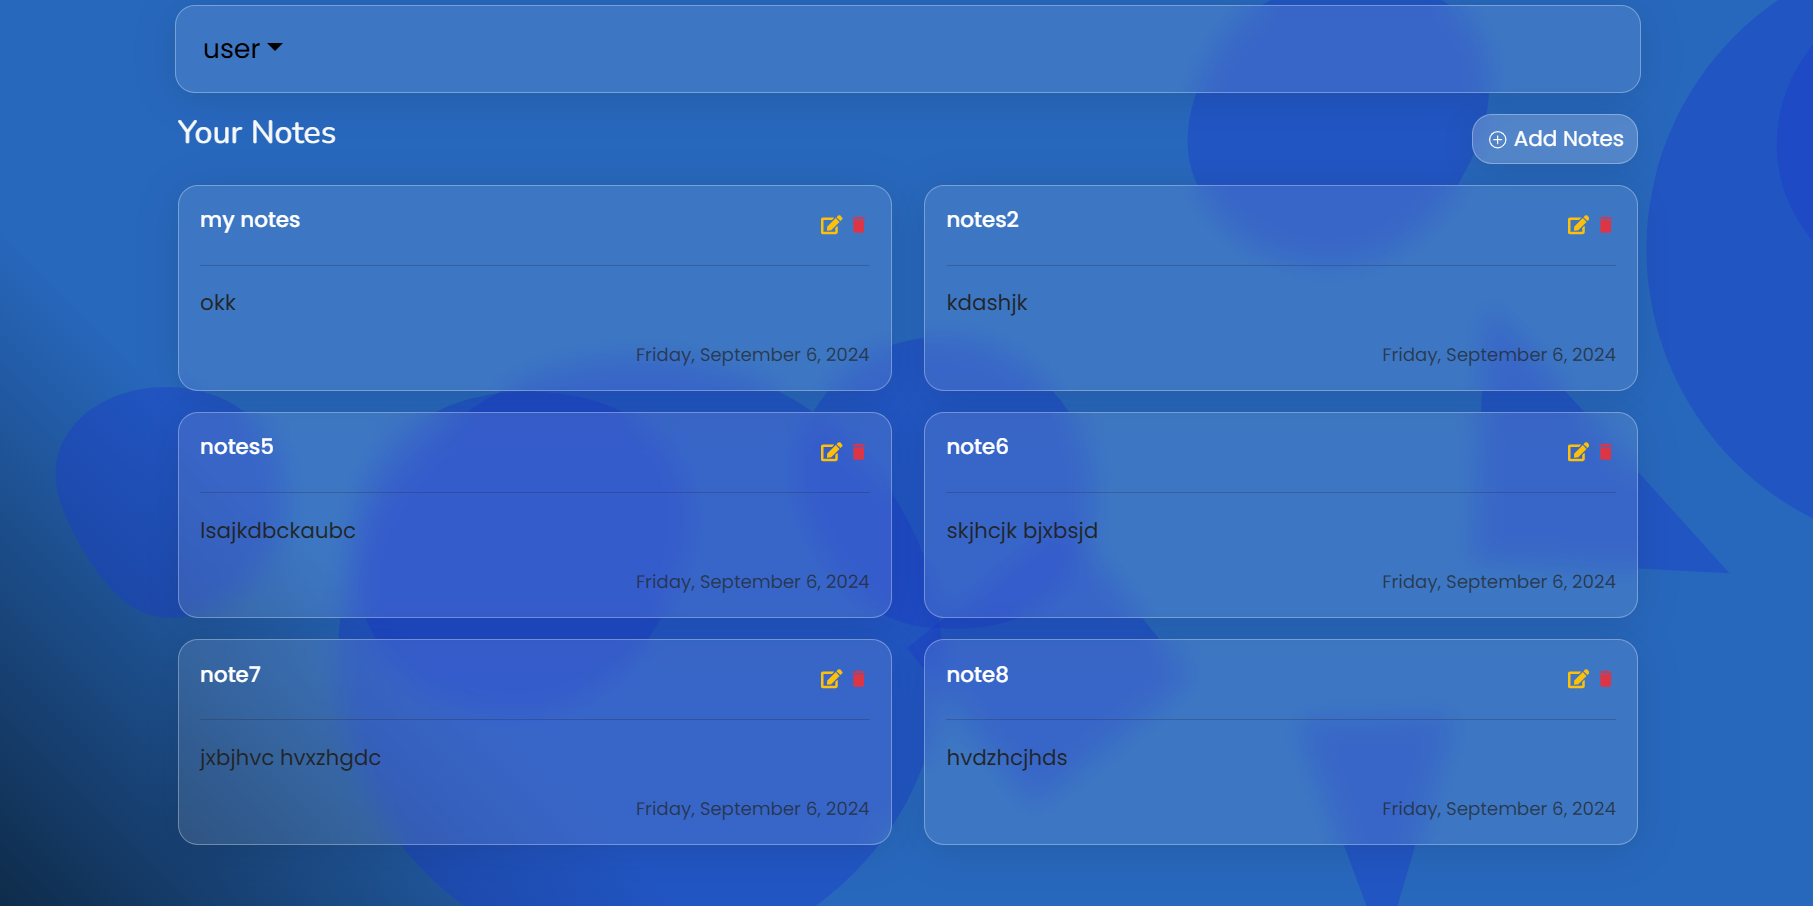 user
Your Notes
Add Notes
my notes
okk
Friday, September 6, 2024
notes2
kdashjk
Friday, September 6, 2024
notes5
lsajkdbckaubc
Friday, September 6, 2024
note6
skjhcjk bjxbsjd
Friday, September 6, 2024
note7
jxbjhvc hvxzhgdc
Friday, September 6, 2024
note8
hvdzhcjhds
Friday, September 6, 2024